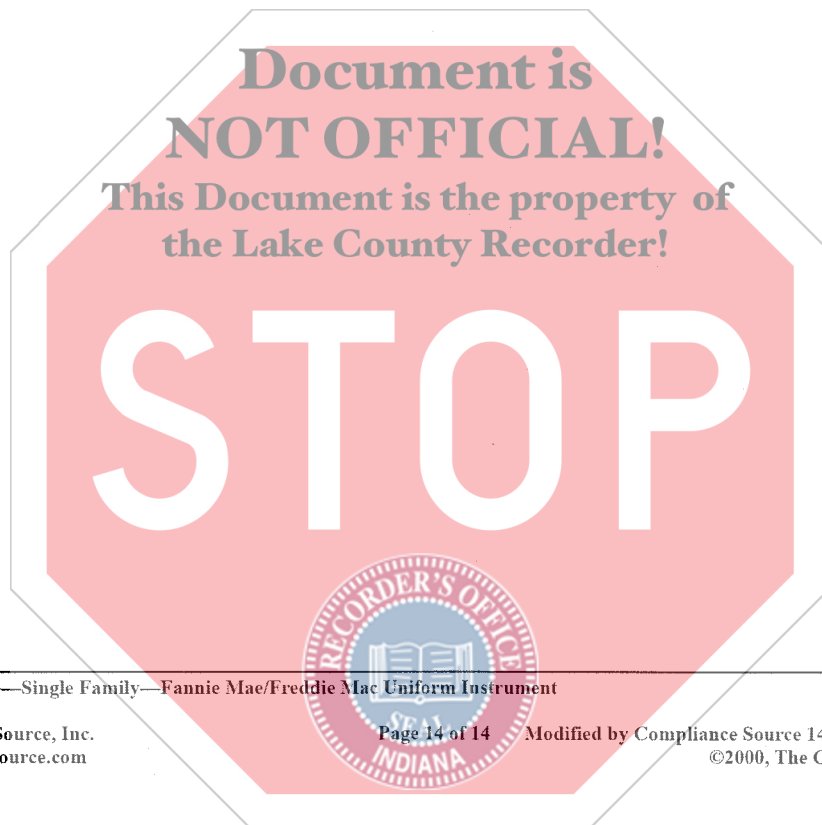 Document is
NOT OFFICIAL!
This Document is the property of
the Lake County Recorder!
STOP
RECORDER'S OFFICE
—Single Family—Fannie Mae/Freddie Mac Uniform Instrument
SEAL
Source, Inc. Page 14 of 14 Modified by Compliance Source 14
INDIANA
ource.com ©2000, The